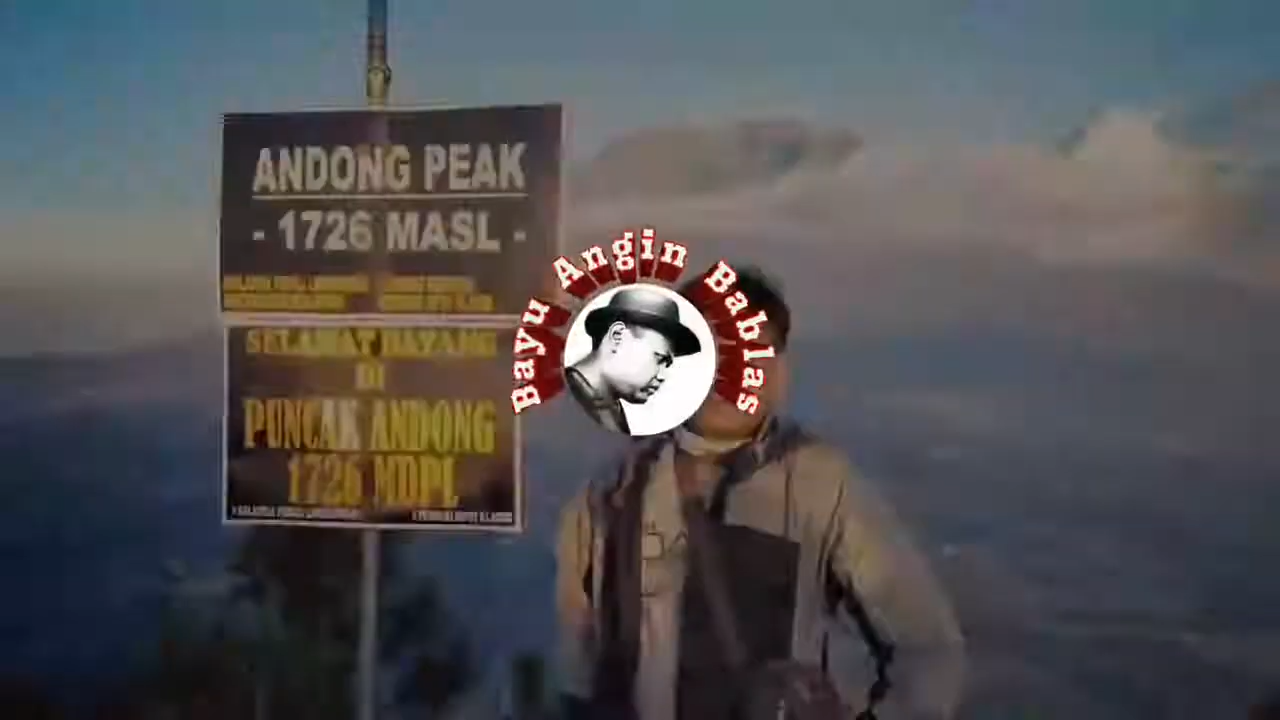 ANDONG PEAK
- 1726 MASL -
SELAMAT DATANG
DI
PUNCAK ANDONG
1726 MDPL
Bayu Angin Bablas